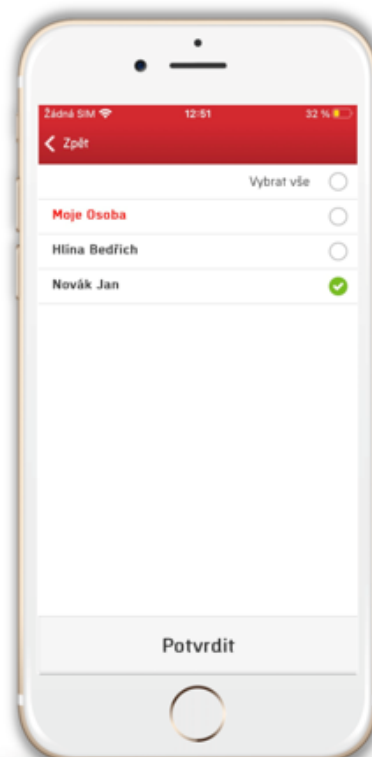 Žádná SIM 12:51 32 %
Zpět
Vybrat vše
Moje Osoba
Hlína Bedřich
Novák Jan
Potvrdit